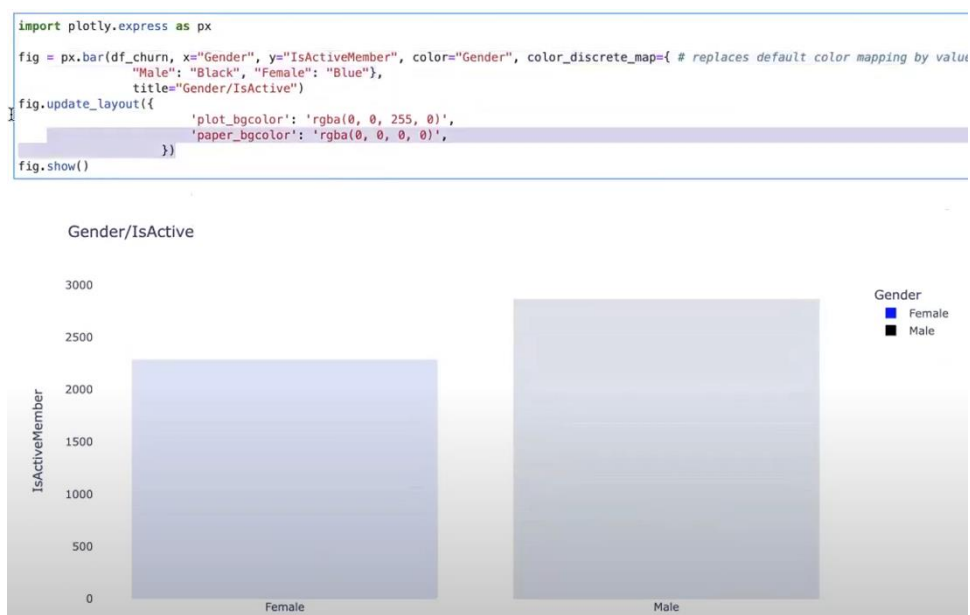 import plotly.express as px
fig = px.bar(df_churn, x="Gender", y="IsActiveMember", color="Gender", color_discrete_map={ # replaces default color mapping by value
"Male": "Black", "Female": "Blue"},
title="Gender/IsActive")
fig.update_layout({
'plot_bgcolor': 'rgba(0, 0, 255, 0)',
'paper_bgcolor': 'rgba(0, 0, 0, 0)',
})
fig.show()
Gender/IsActive
3000
2500
2000
1500
1000
500
0
IsActiveMember
Female
Male
Gender
Female
Male